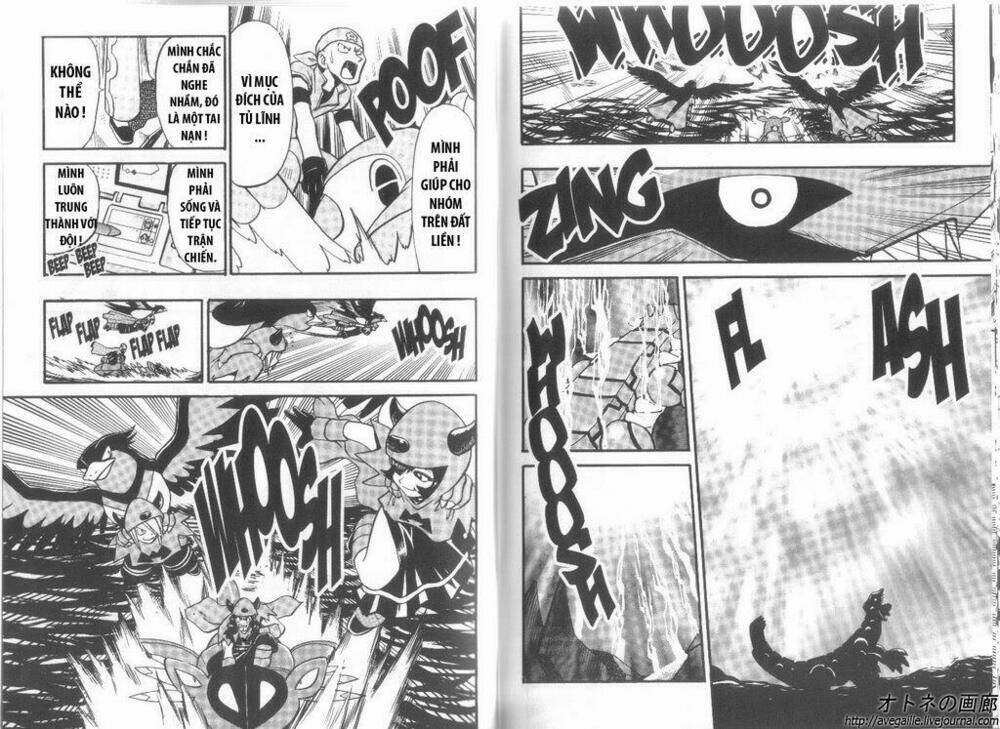 WHOOOSH
ZING
FLASH
WHOOOSH
POOF
VÌ MỤC
ĐÍCH CỦA
TỦ LĨNH
...
MÌNH
PHẢI
GIÚP CHO
NHÓM
TRÊN ĐẤT
LIỀN !
MÌNH CHẮC
CHẮN ĐÃ
NGHE
NHẦM, ĐÓ
LÀ MỘT TAI
NẠN !
KHÔNG
THỂ
NÀO !
MÌNH
PHẢI
SỐNG VÀ
TIẾP TỤC
TRẬN
CHIẾN.
MÌNH
LUÔN
TRUNG
THÀNH VỚI
ĐỘI !
BEEP
BEEP
BEEP
WHOOSH
FLAP
FLAP
FLAP FLAP
WHOOSH
オトネの画廊
http://avegaille.livejournal.com/